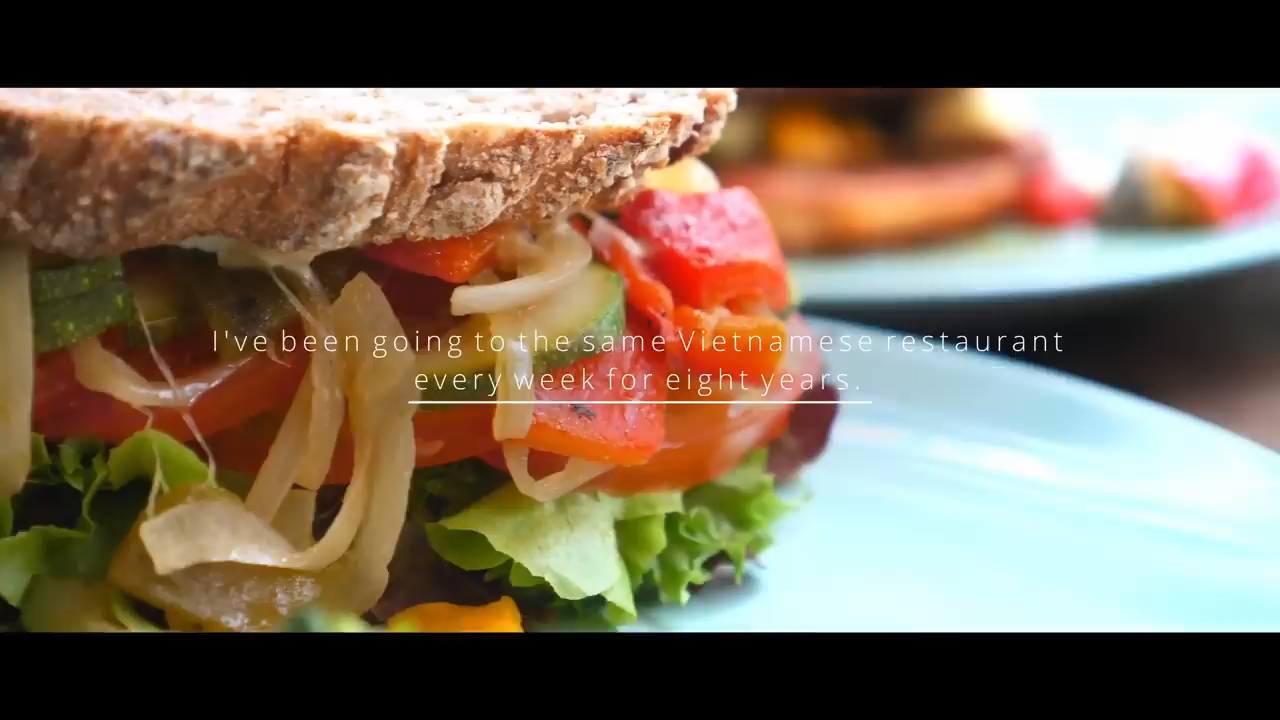 I've been going to the same Vietnamese restaurant
every week for eight years.